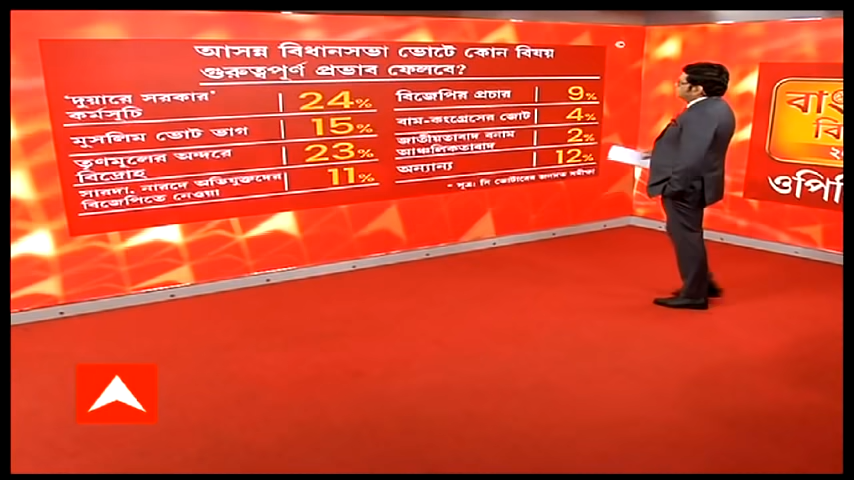 আসন্ন বিধানসভা ভোটে কোন বিষয়
গুরুত্বপূর্ণ প্রভাব ফেলবে?
'দুয়ারে সরকার'
কর্মসূচি
24%
মুসলিম ভোট ভাগ
15%
তৃণমূলের অন্দরে
বিদ্রোহ
23%
সারদা, নারদে অভিযুক্তদের
বিজেপিতে নেওয়া
11%
বিজেপির প্রচার
9%
বাম-কংগ্রেসের জোট
4%
জাতীয়তাবাদ বনাম
আঞ্চলিকতাবাদ
2%
অন্যান্য
12%
* সূত্র: সি ভোটারের জনমত সমীক্ষা
ওপিনি